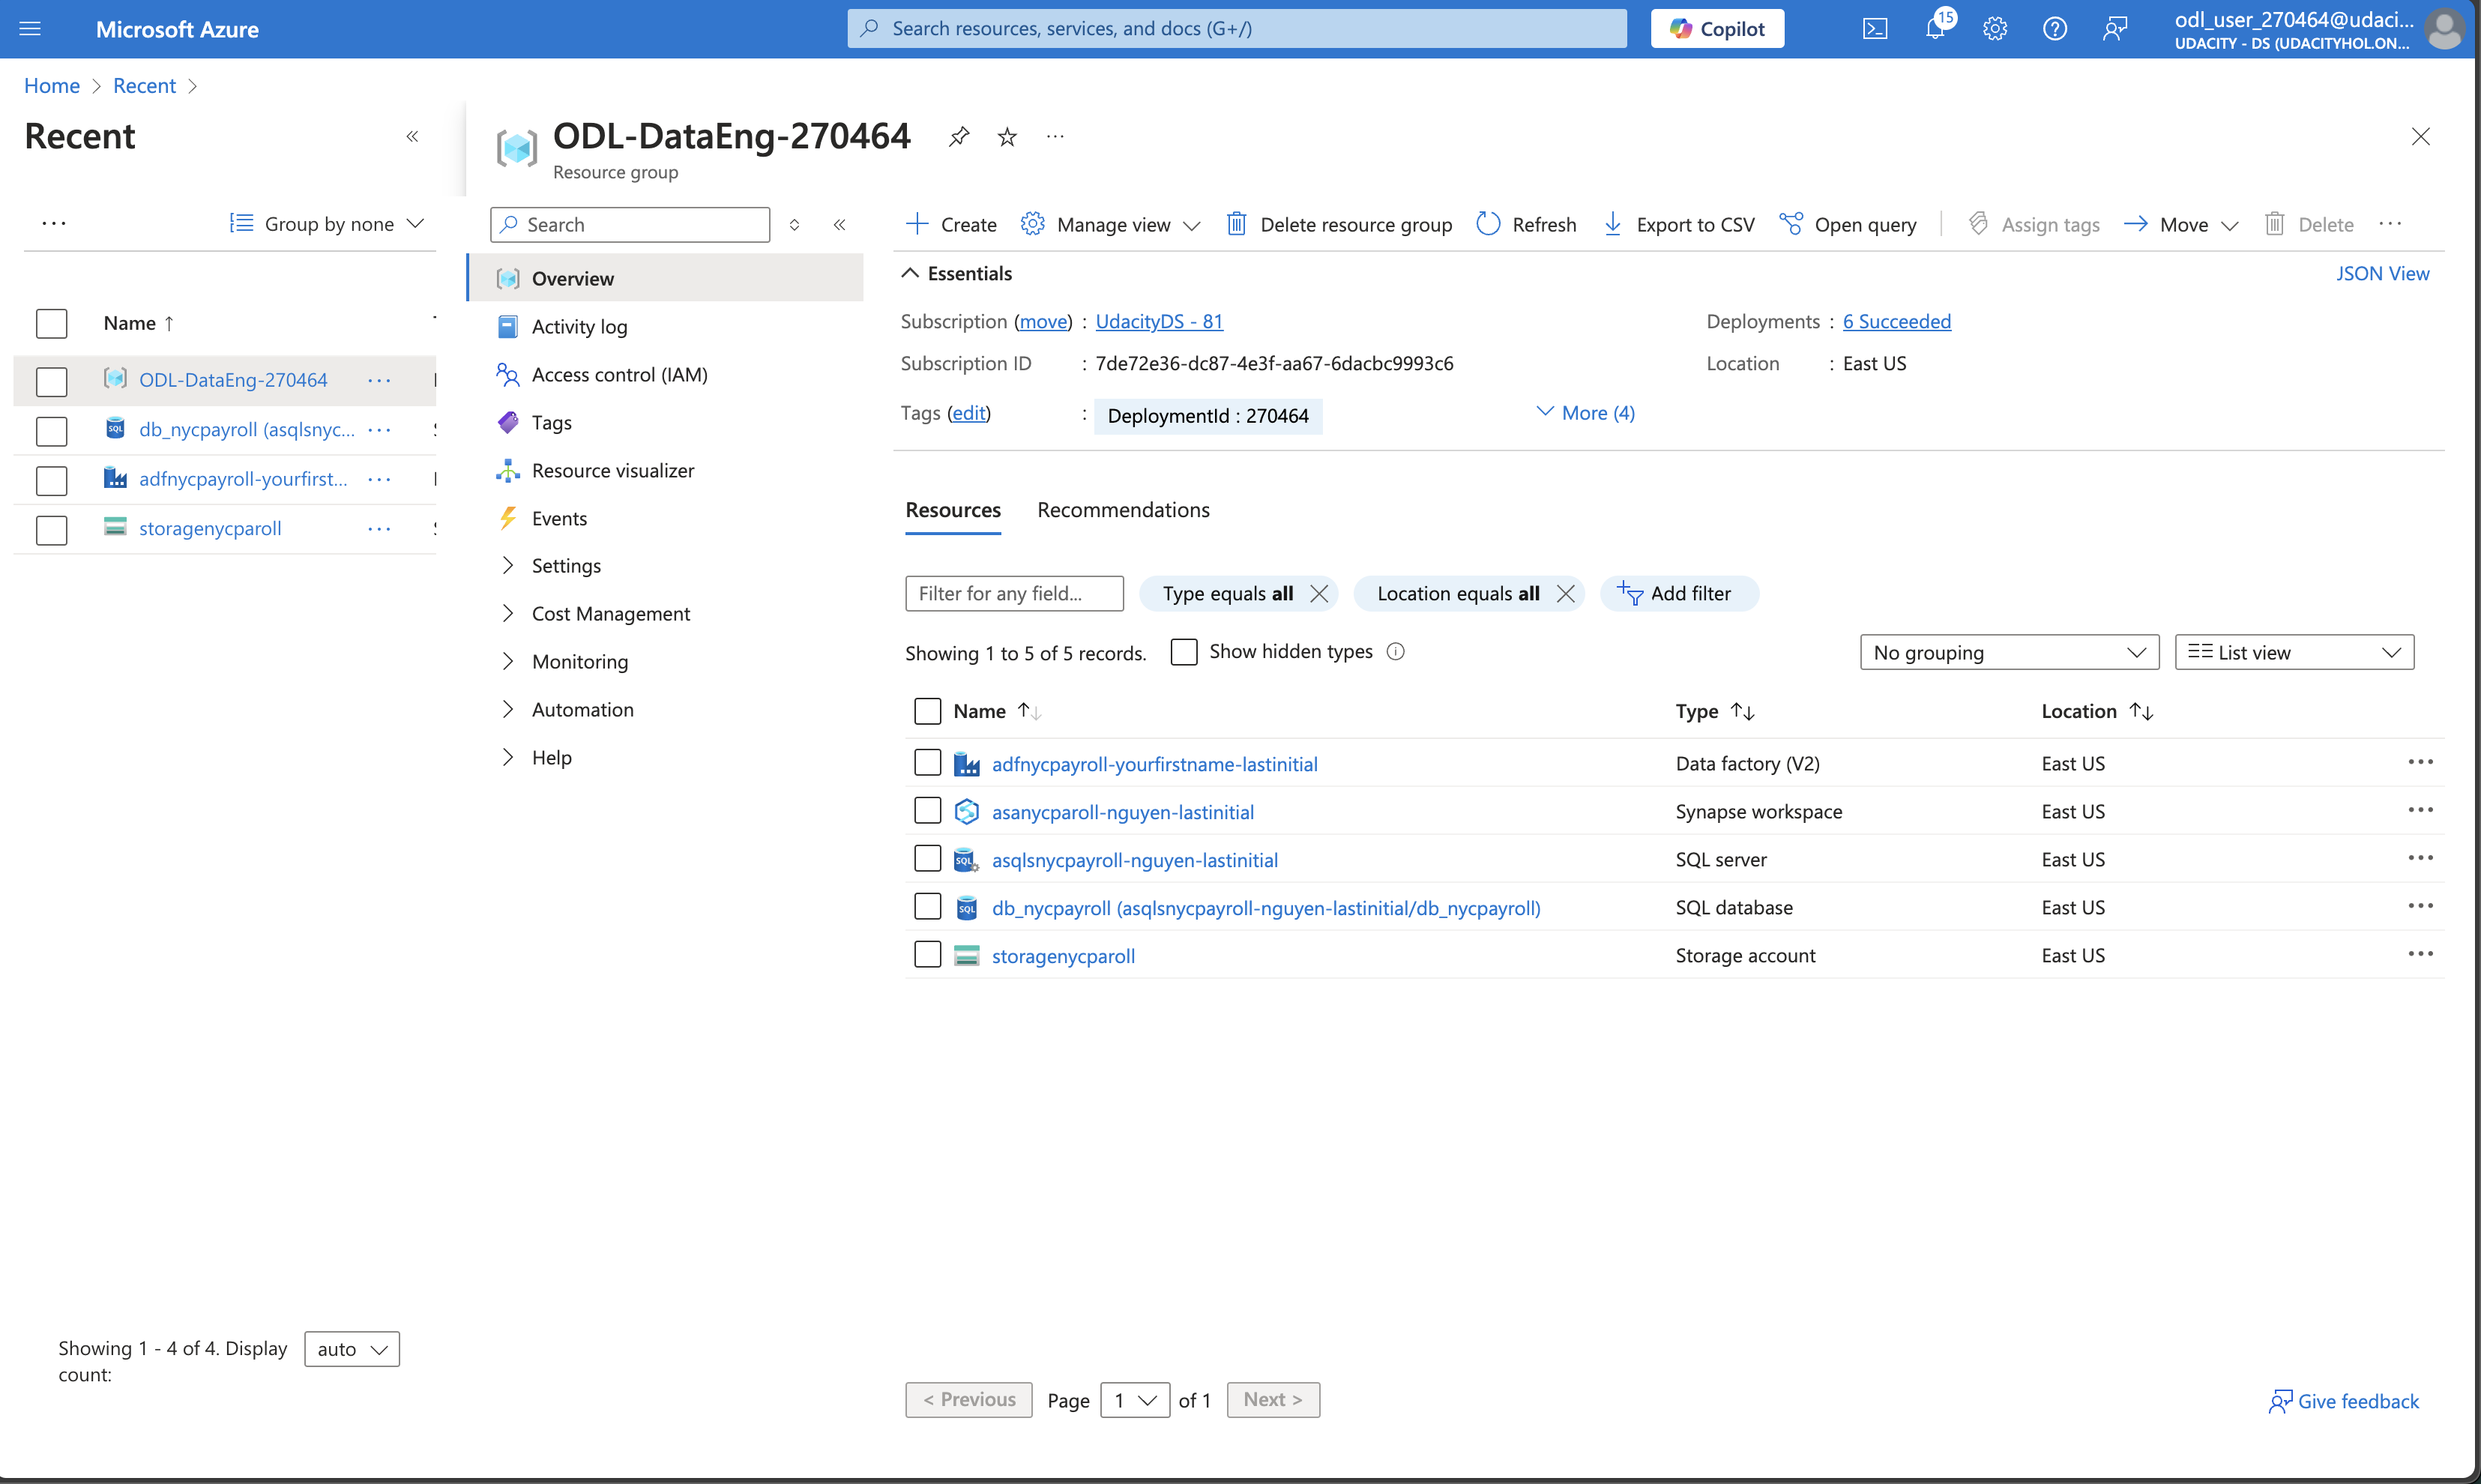 Microsoft Azure
Search resources, services, and docs (G+/)
Copilot
15
odl_user_270464@udaci...
UDACITY - DS (UDACITYHOL.ON...
Home
Recent
Recent
ODL-DataEng-270464
Resource group
Group by none
Name ↑
ODL-DataEng-270464
db_nycpayroll (asqlsnyc...
adfnycpayroll-yourfirst...
storagenycparoll
Showing 1 - 4 of 4. Display count:
auto
Search
Overview
Activity log
Access control (IAM)
Tags
Resource visualizer
Events
Settings
Cost Management
Monitoring
Automation
Help
Create
Manage view
Delete resource group
Refresh
Export to CSV
Open query
Assign tags
Move
Delete
Essentials
JSON View
Subscription (move) : UdacityDS - 81
Deployments : 6 Succeeded
Subscription ID : 7de72e36-dc87-4e3f-aa67-6dacbc9993c6
Location : East US
Tags (edit) : DeploymentId : 270464
More (4)
Resources
Recommendations
Filter for any field...
Type equals all
Location equals all
Add filter
Showing 1 to 5 of 5 records.
Show hidden types
No grouping
List view
Name ↑↓ Type ↑↓ Location ↑↓
adfnycpayroll-yourfirstname-lastinitial Data factory (V2) East US
asanycparoll-nguyen-lastinitial Synapse workspace East US
asqlsnycpayroll-nguyen-lastinitial SQL server East US
db_nycpayroll (asqlsnycpayroll-nguyen-lastinitial/db_nycpayroll) SQL database East US
storagenycparoll Storage account East US
< Previous
Page 1 of 1
Next >
Give feedback